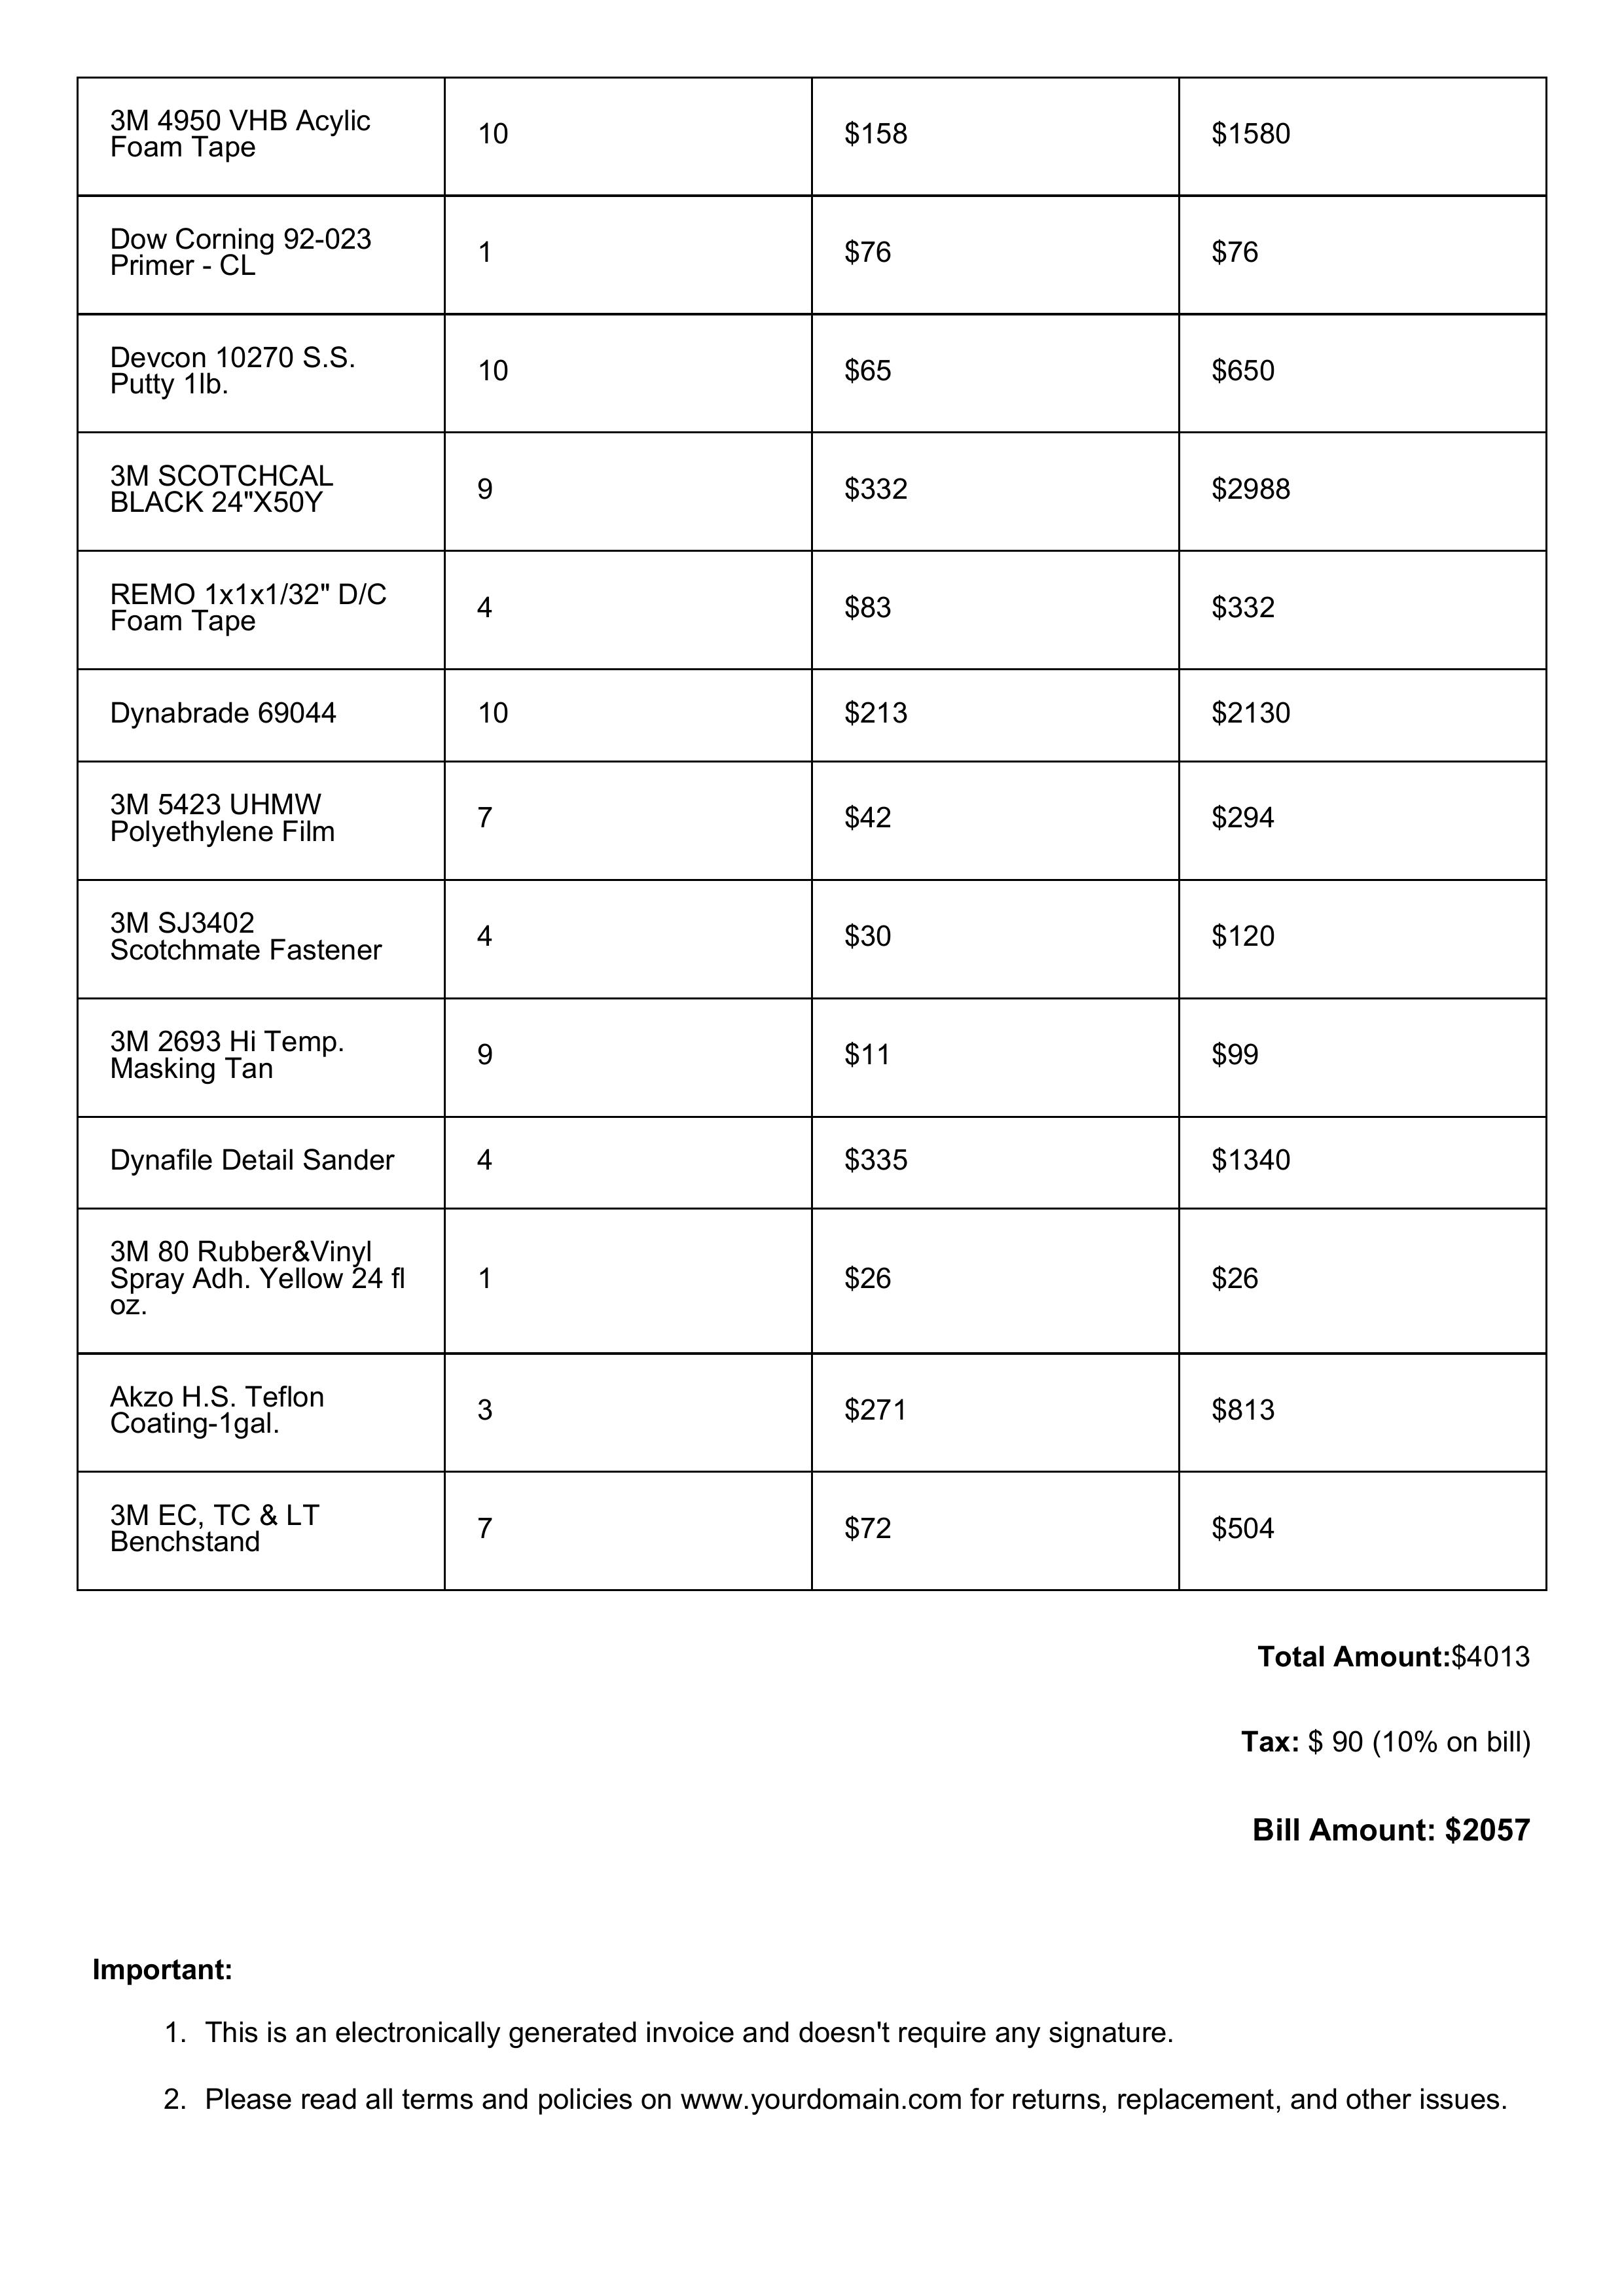 3M 4950 VHB Acylic
Foam Tape
10
$158
$1580
Dow Corning 92-023
Primer - CL
1
$76
$76
Devcon 10270 S.S.
Putty 1lb.
10
$65
$650
3M SCOTCHCAL
BLACK 24"X50Y
9
$332
$2988
REMO 1x1x1/32" D/C
Foam Tape
4
$83
$332
Dynabrade 69044
10
$213
$2130
3M 5423 UHMW
Polyethylene Film
7
$42
$294
3M SJ3402
Scotchmate Fastener
4
$30
$120
3M 2693 Hi Temp.
Masking Tan
9
$11
$99
Dynafile Detail Sander
4
$335
$1340
3M 80 Rubber&Vinyl
Spray Adh. Yellow 24 fl
oz.
1
$26
$26
Akzo H.S. Teflon
Coating-1gal.
3
$271
$813
3M EC, TC & LT
Benchstand
7
$72
$504
Total Amount:$4013
Tax: $ 90 (10% on bill)
Bill Amount: $2057
Important:
1. This is an electronically generated invoice and doesn't require any signature.
2. Please read all terms and policies on www.yourdomain.com for returns, replacement, and other issues.